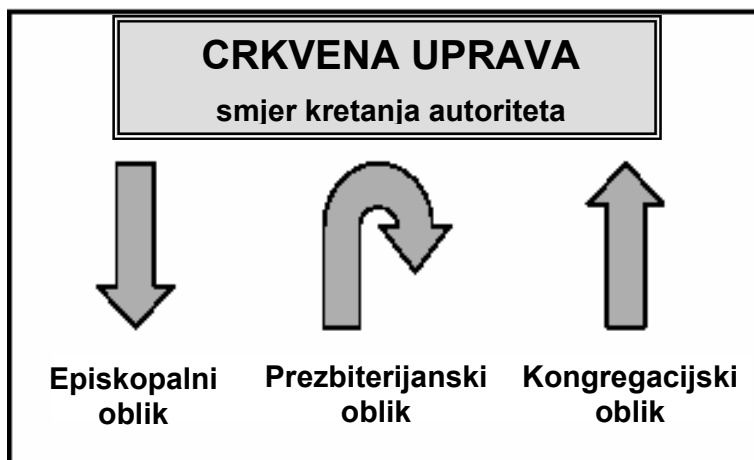 CRKVENA UPRAVA
smjer kretanja autoriteta
Episkopalni
oblik
Prezbiterijanski
oblik
Kongregacijski
oblik